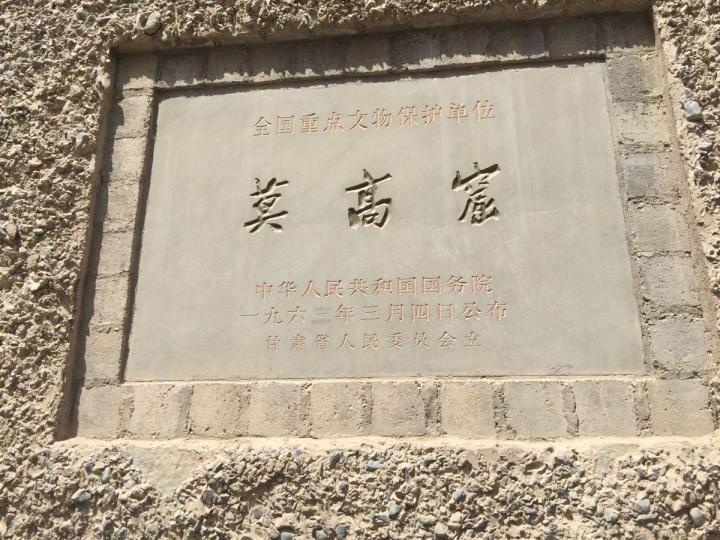 全国重点文物保护单位
莫高窟
中华人民共和国国务院
一九六一年三月四日公布
甘肃省人民委员会立